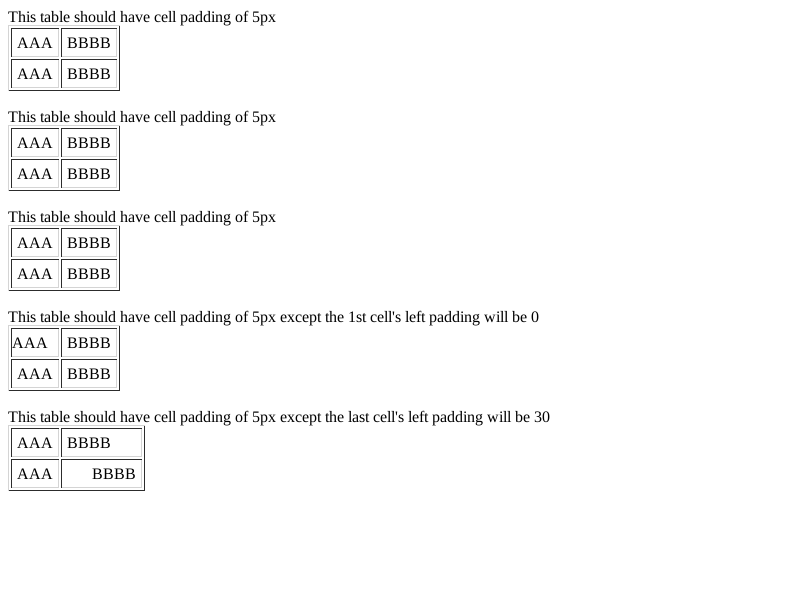 This table should have cell padding of 5px
AAA BBBB
AAA BBBB
This table should have cell padding of 5px
AAA BBBB
AAA BBBB
This table should have cell padding of 5px
AAA BBBB
AAA BBBB
This table should have cell padding of 5px except the 1st cell's left padding will be 0
AAA BBBB
AAA BBBB
This table should have cell padding of 5px except the last cell's left padding will be 30
AAA BBBB
AAA BBBB